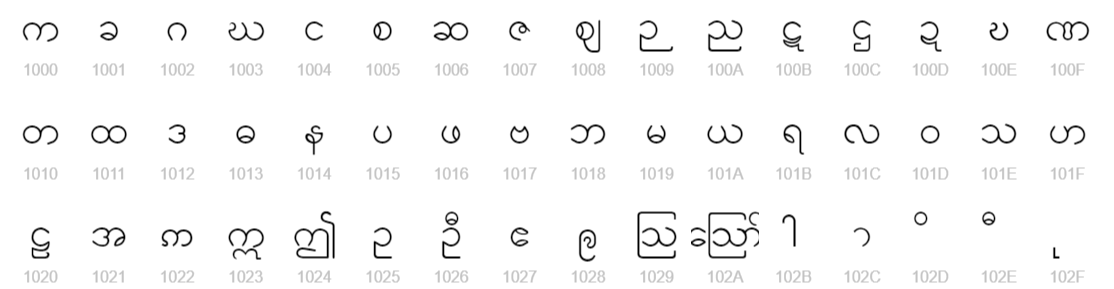 က ခ ဂ ဃ င စ ဆ ဇ ဈ ဉ ည ဋ ဌ ဍ ဎ ဏ
1000 1001 1002 1003 1004 1005 1006 1007 1008 1009 100A 100B 100C 100D 100E 100F
တ ထ ဒ ဓ န ပ ဖ ဗ ဘ မ ယ ရ လ ဝ သ ဟ
1010 1011 1012 1013 1014 1015 1016 1017 1018 1019 101A 101B 101C 101D 101E 101F
ဠ အ ဢ ဣ ဤ ဥ ဦ ဧ ဨ ဩ ဪ ါ ာ ိ ီ ု
1020 1021 1022 1023 1024 1025 1026 1027 1028 1029 102A 102B 102C 102D 102E 102F